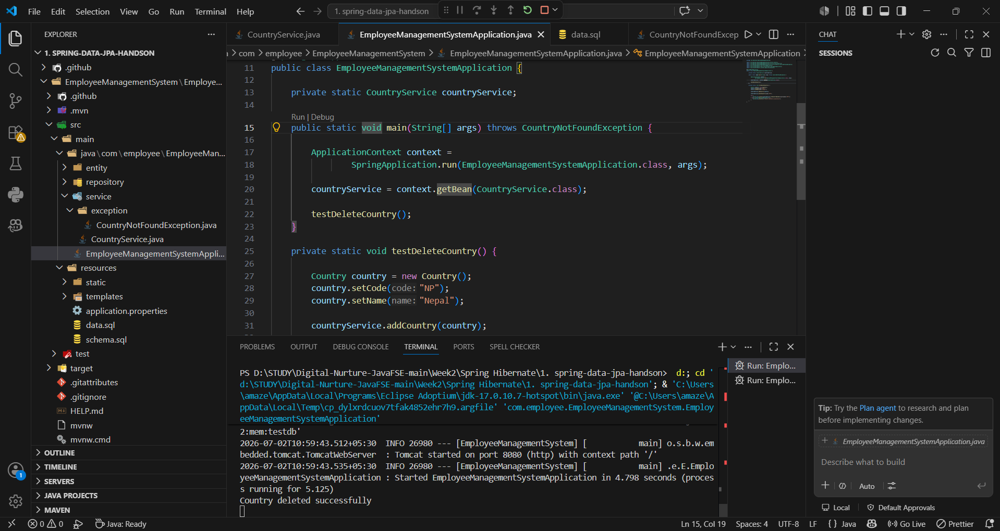 File Edit Selection View Go Run Terminal Help
1. spring-data-jpa-handson
EXPLORER
1. SPRING-DATA-JPA-HANDSON
.github
EmployeeManagementSystem\Employe...
.github
.mvn
src
main
java\com\employee\EmployeeMan...
entity
repository
service
exception
CountryNotFoundException.java
CountryService.java
EmployeeManagementSystemAppli...
resources
static
templates
application.properties
data.sql
schema.sql
test
target
.gitattributes
.gitignore
HELP.md
mvnw
mvnw.cmd
OUTLINE
TIMELINE
SERVERS
JAVA PROJECTS
MAVEN
CountryService.java
EmployeeManagementSystemApplication.java
data.sql
CountryNotFoundExcep
com > employee > EmployeeManagementSystem > EmployeeManagementSystemApplication.java > EmployeeManagementSystemApplication
11 public class EmployeeManagementSystemApplication {
12
13 private static CountryService countryService;
14
Run | Debug
15 public static void main(String[] args) throws CountryNotFoundException {
16
17 ApplicationContext context =
18 SpringApplication.run(EmployeeManagementSystemApplication.class, args);
19
20 countryService = context.getBean(CountryService.class);
21
22 testDeleteCountry();
23 }
24
25 private static void testDeleteCountry() {
26
27 Country country = new Country();
28 country.setCode(code: "NP");
29 country.setName(name: "Nepal");
30
31 countryService.addCountry(country);
PROBLEMS OUTPUT DEBUG CONSOLE TERMINAL PORTS SPELL CHECKER
PS D:\STUDY\Digital-Nurture-JavaFSE-main\Week2\Spring Hibernate\1. spring-data-jpa-handson>  d:; cd '
d:\STUDY\Digital-Nurture-JavaFSE-main\Week2\Spring Hibernate\1. spring-data-jpa-handson'; & 'C:\Users
\amaze\AppData\Local\Programs\Eclipse Adoptium\jdk-17.0.10.7-hotspot\bin\java.exe' '@C:\Users\amaze\A
ppData\Local\Temp\cp_dylxrdcuov7tfak4852ehr7h9.argfile' 'com.employee.EmployeeManagementSystem.Employ
eeManagementSystemApplication'
2:mem:testdb'
2026-07-02T10:59:43.512+05:30  INFO 26980 --- [EmployeeManagementSystem] [           main] o.s.b.w.em
bedded.tomcat.TomcatWebServer  : Tomcat started on port 8080 (http) with context path '/'
2026-07-02T10:59:43.535+05:30  INFO 26980 --- [EmployeeManagementSystem] [           main] .e.E.Emplo
yeeManagementSystemApplication : Started EmployeeManagementSystemApplication in 4.798 seconds (proces
s running for 5.125)
Country deleted successfully
Run: Emplo...
Run: Emplo...
CHAT
SESSIONS
Tip: Try the Plan agent to research and plan
before implementing changes.
EmployeeManagementSystemApplication.java
Describe what to build
Auto
Local Default Approvals
0 0 Java: Ready
Ln 15, Col 19 Spaces: 4 UTF-8 LF { } Java Go Live Prettier
1